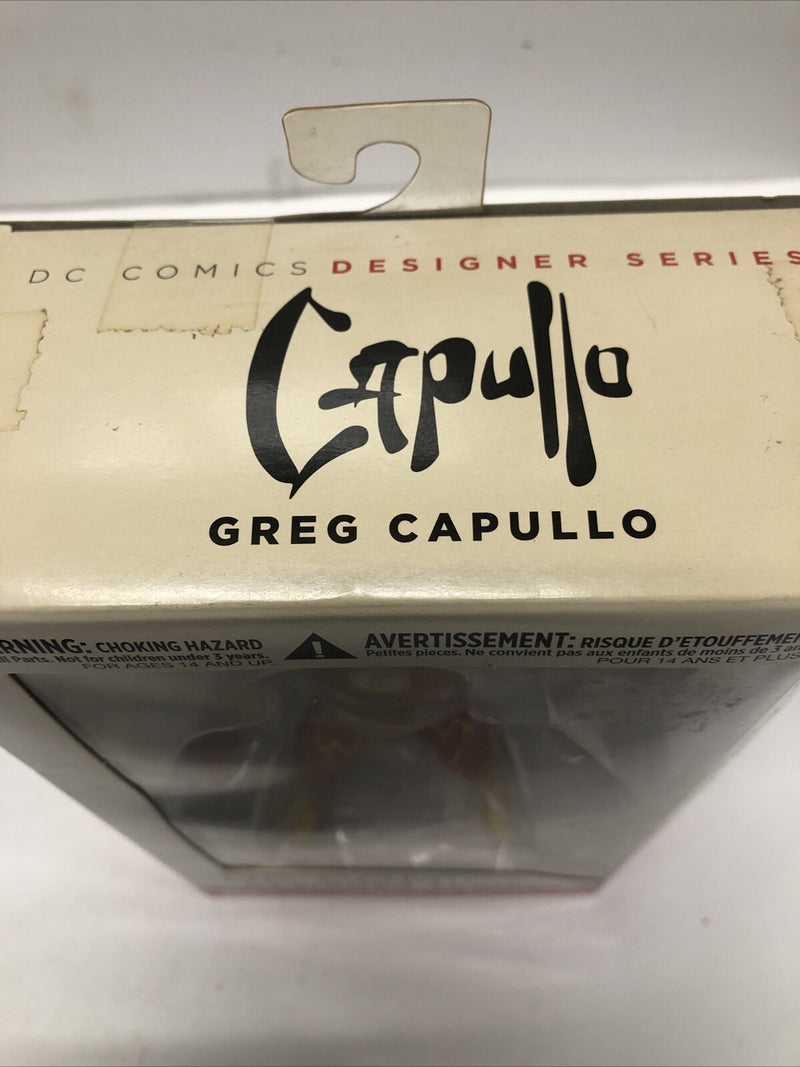 DC COMICS DESIGNER SERIES
Capullo
GREG CAPULLO
RNING: CHOKING HAZARD
ll Parts. Not for children under 3 years.
FOR AGES 14 AND UP
!
AVERTISSEMENT: RISQUE D'ETOUFFEMEN
Petites pieces. Ne convient pas aux enfants de moins de 3 an
POUR 14 ANS ET PLUS